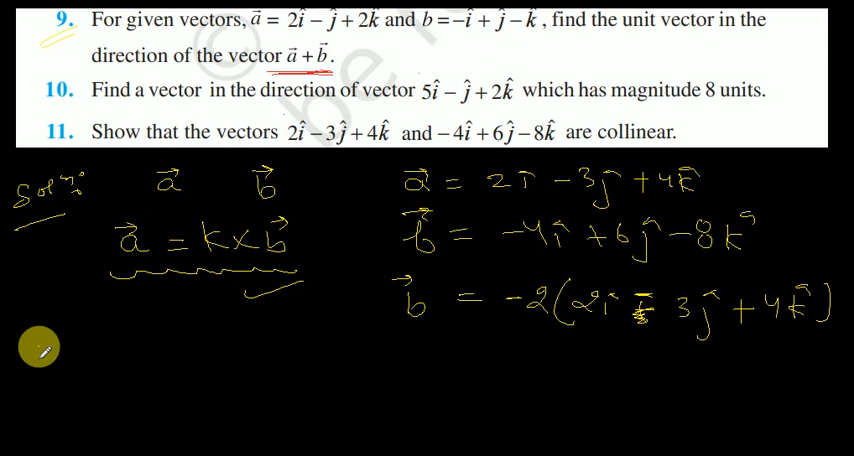 9. For given vectors, a⃗ = 2î − ĵ + 2k̂ and b = −î + ĵ − k̂, find the unit vector in the
direction of the vector a⃗ + b⃗.
10. Find a vector in the direction of vector 5î − ĵ + 2k̂ which has magnitude 8 units.
11. Show that the vectors 2î − 3ĵ + 4k̂ and − 4î + 6ĵ − 8k̂ are collinear.
Solⁿ: a⃗ b⃗
a⃗ = k × b⃗
a⃗ = 2î − 3ĵ + 4k̂
b⃗ = −4î + 6ĵ − 8k̂
b⃗ = −2(2î − 3ĵ + 4k̂)
© be